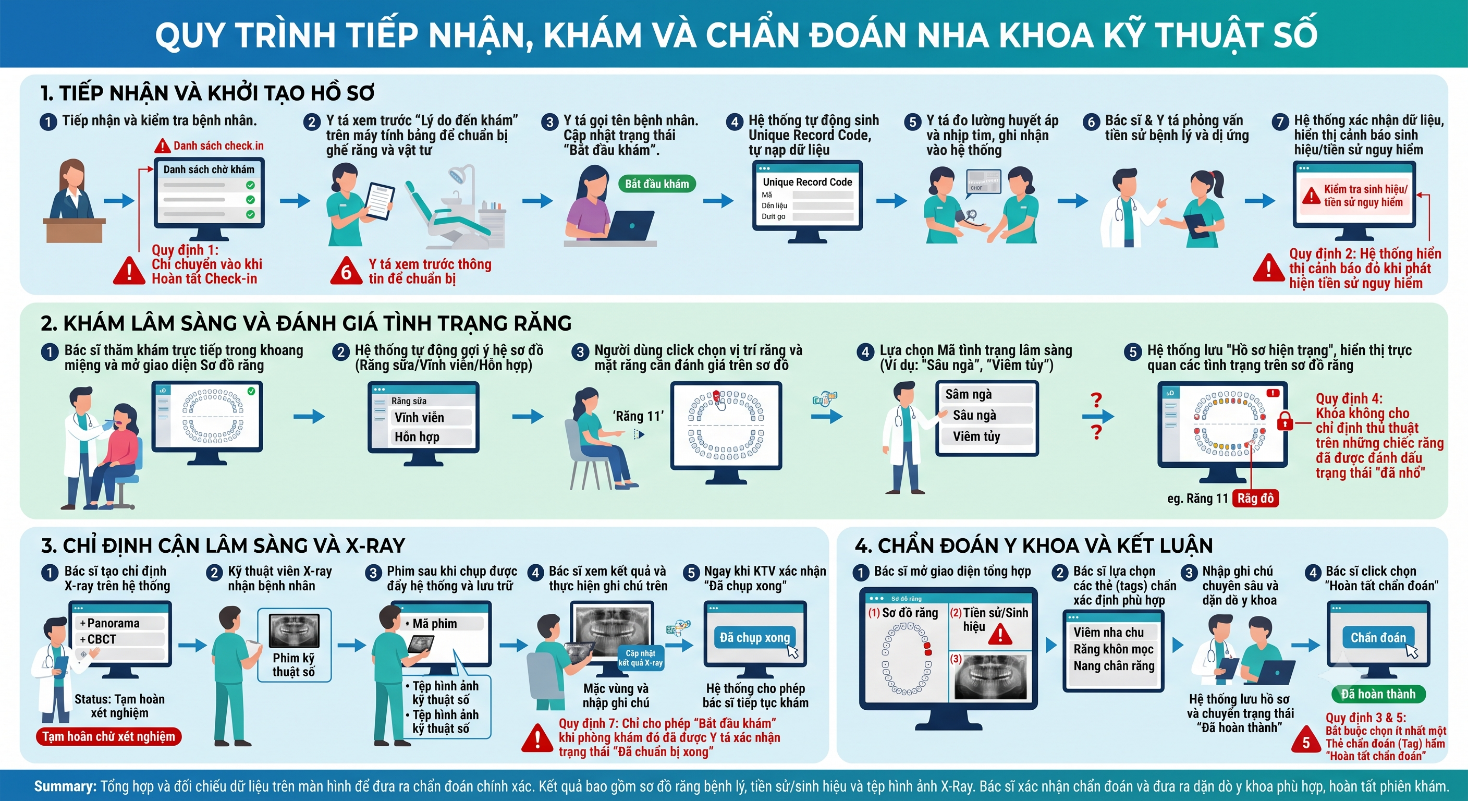 QUY TRÌNH TIẾP NHẬN, KHÁM VÀ CHẨN ĐOÁN NHA KHOA KỸ THUẬT SỐ
1. TIẾP NHẬN VÀ KHỞI TẠO HỒ SƠ
1 Tiếp nhận và kiểm tra bệnh nhân.
Danh sách check.in
Danh sách chờ khám
Quy định 1:
Chỉ chuyển vào khi
Hoàn tất Check-in
2 Y tá xem trước “Lý do đến khám”
trên máy tính bảng để chuẩn bị
ghế răng và vật tư
6 Y tá xem trước thông
tin để chuẩn bị
3 Y tá gọi tên bệnh nhân.
Cập nhật trạng thái
“Bắt đầu khám”.
Bắt đầu khám
4 Hệ thống tự động sinh
Unique Record Code,
tự nạp dữ liệu
Unique Record Code
Mã
Dển liệu
Dươt go
5 Y tá đo lường huyết áp
và nhịp tim, ghi nhận
vào hệ thống
6 Bác sĩ & Y tá phỏng vấn
tiền sử bệnh lý và dị ứng
7 Hệ thống xác nhận dữ liệu,
hiển thị cảnh báo sinh
hiệu/tiền sử nguy hiểm
Kiểm tra sinh hiệu/
tiền sử nguy hiểm
Quy định 2: Hệ thống hiển
thị cảnh báo đỏ khi phát
hiện tiền sử nguy hiểm
2. KHÁM LÂM SÀNG VÀ ĐÁNH GIÁ TÌNH TRẠNG RĂNG
1 Bác sĩ thăm khám trực tiếp trong khoang
miệng và mở giao diện Sơ đồ răng
2 Hệ thống tự động gợi ý hệ sơ đồ
(Răng sữa/Vĩnh viễn/Hỗn hợp)
Răng sữa
Vĩnh viễn
Hỗn hợp
3 Người dùng click chọn vị trí răng và
mặt răng cần đánh giá trên sơ đồ
‘Răng 11’
4 Lựa chọn Mã tình trạng lâm sàng
(Ví dụ: "Sâu ngà", “Viêm tủy”)
Sâm ngà
Sâu ngà
Viêm tủy
?
?
5 Hệ thống lưu "Hồ sơ hiện trạng", hiển thị trực
quan các tình trạng trên sơ đồ răng
eg. Răng 11 Răg đô
Quy định 4:
Khóa không cho
chỉ định thủ thuật
trên những chiếc răng
đã được đánh dấu
trạng thái "đã nhổ"
3. CHỈ ĐỊNH CẬN LÂM SÀNG VÀ X-RAY
1 Bác sĩ tạo chỉ định
X-ray trên hệ thống
+ Panorama
+ CBCT
Status: Tạm hoãn
xét nghiệm
Tạm hoãn chờ xét nghiệm
2 Kỹ thuật viên X-ray
nhận bệnh nhân
Phim kỹ
thuật số
3 Phim sau khi chụp được
đẩy hệ thống và lưu trữ
• Mã phim
• Tệp hình ảnh
kỹ thuật số
• Tệp hình ảnh
kỹ thuật số
4 Bác sĩ xem kết quả và
thực hiện ghi chú trên
Cập nhật
kết quả X-ray
Mặc vùng và
nhập ghi chú
5 Ngay khi KTV xác nhận
“Đã chụp xong”
Đã chụp xong
Hệ thống cho phép
bác sĩ tiếp tục khám
Quy định 7: Chỉ cho phép “Bắt đầu khám”
khi phòng khám đó đã được Y tá xác nhận
trạng thái “Đã chuẩn bị xong”
4. CHẨN ĐOÁN Y KHOA VÀ KẾT LUẬN
1 Bác sĩ mở giao diện tổng hợp
Sơ đồ răng
(1) Sơ đồ răng
(2) Tiền sử/Sinh
hiệu
(3)
2 Bác sĩ lựa chọn
các thẻ (tags) chẩn
xác định phù hợp
Viêm nha chu
Răng khôn mọc
Nang chân răng
3 Nhập ghi chú
chuyên sâu và
dặn dò y khoa
Hệ thống lưu hồ sơ
và chuyển trạng thái
“Đã hoàn thành”
4 Bác sĩ click chọn
“Hoàn tất chẩn đoán”
Chẩn đoán
Đã hoàn thành
5 Quy định 3 & 5:
Bắt buộc chọn ít nhất một
Thẻ chẩn đoán (Tag) hấm
“Hoàn tất chẩn đoán”
Summary: Tổng hợp và đối chiếu dữ liệu trên màn hình để đưa ra chẩn đoán chính xác. Kết quả bao gồm sơ đồ răng bệnh lý, tiền sử/sinh hiệu và tệp hình ảnh X-Ray. Bác sĩ xác nhận chẩn đoán và đưa ra dặn dò y khoa phù hợp, hoàn tất phiên khám.